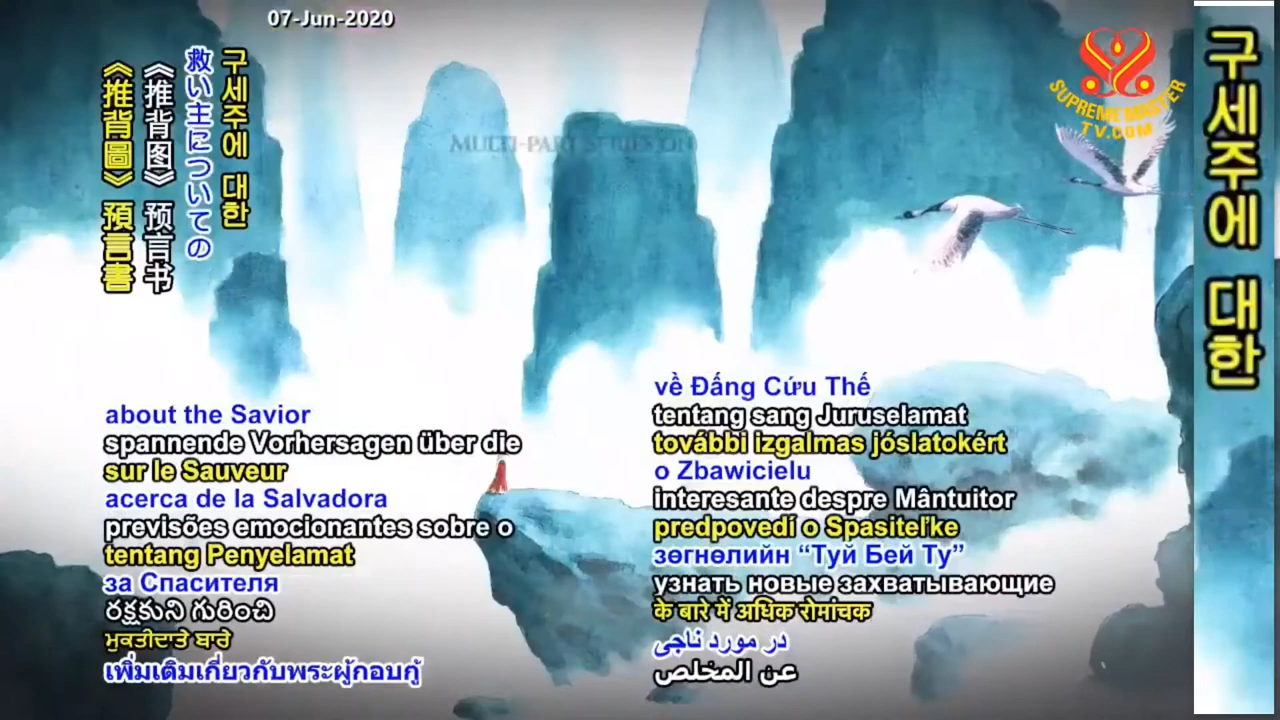 07-Jun-2020
구세주에 대한
救い主についての
《推背图》 预言书
《推背圖》 預言書
MULTI-PART SERIES ON
SUPREME MASTER
TV.COM
구세주에 대한
about the Savior
spannende Vorhersagen über die
sur le Sauveur
acerca de la Salvadora
previsões emocionantes sobre o
tentang Penyelamat
за Спасителя
రక్షకుని గురించి
ਮੁਕਤੀਦਾਤੇ ਬਾਰੇ
เพิ่มเติมเกี่ยวกับพระผู้กอบกู้
về Đấng Cứu Thế
tentang sang Juruselamat
további izgalmas jóslatokért
o Zbawicielu
interesante despre Mântuitor
predpovedí o Spasiteľke
зөгнөлийн “Туй Бей Ту”
узнать новые захватывающие
के बारे में अधिक रोमांचक
در مورد ناجی
عن المخلص